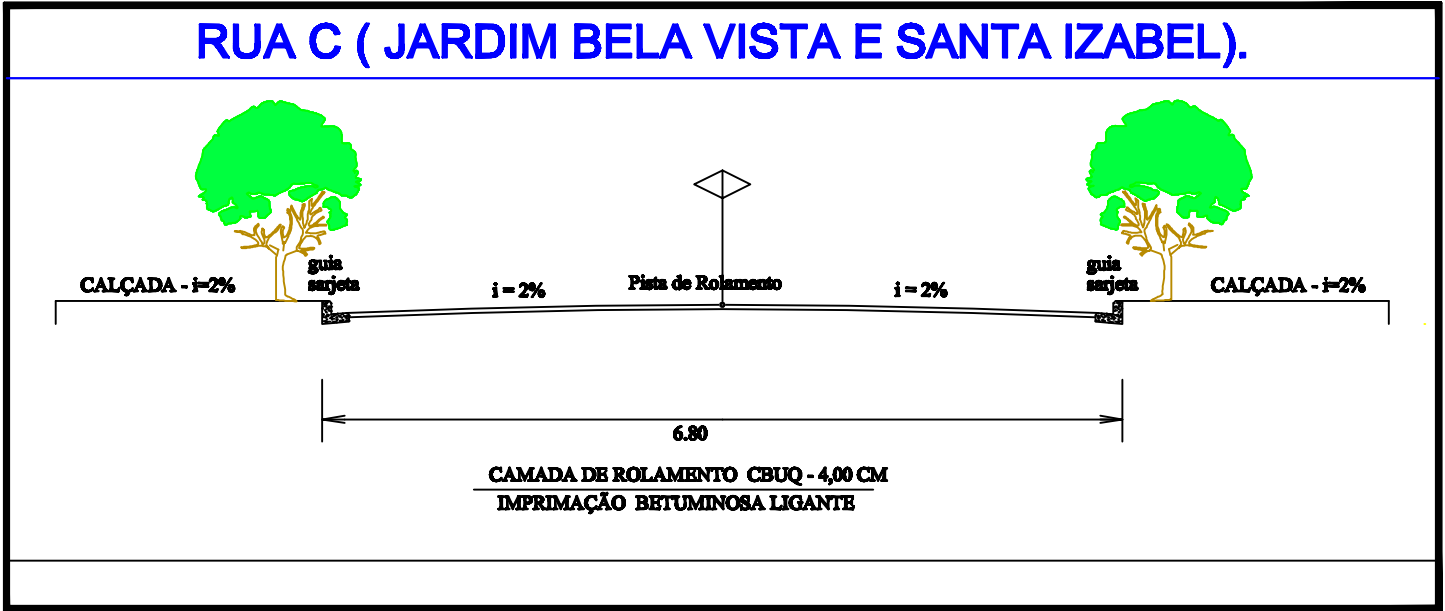 RUA C ( JARDIM BELA VISTA E SANTA IZABEL).
guia
sarjeta
CALÇADA - i=2%
i = 2%
Pista de Rolamento
i = 2%
guia
sarjeta
CALÇADA - i=2%
6.80
CAMADA DE ROLAMENTO CBUQ - 4,00 CM
IMPRIMAÇÃO BETUMINOSA LIGANTE